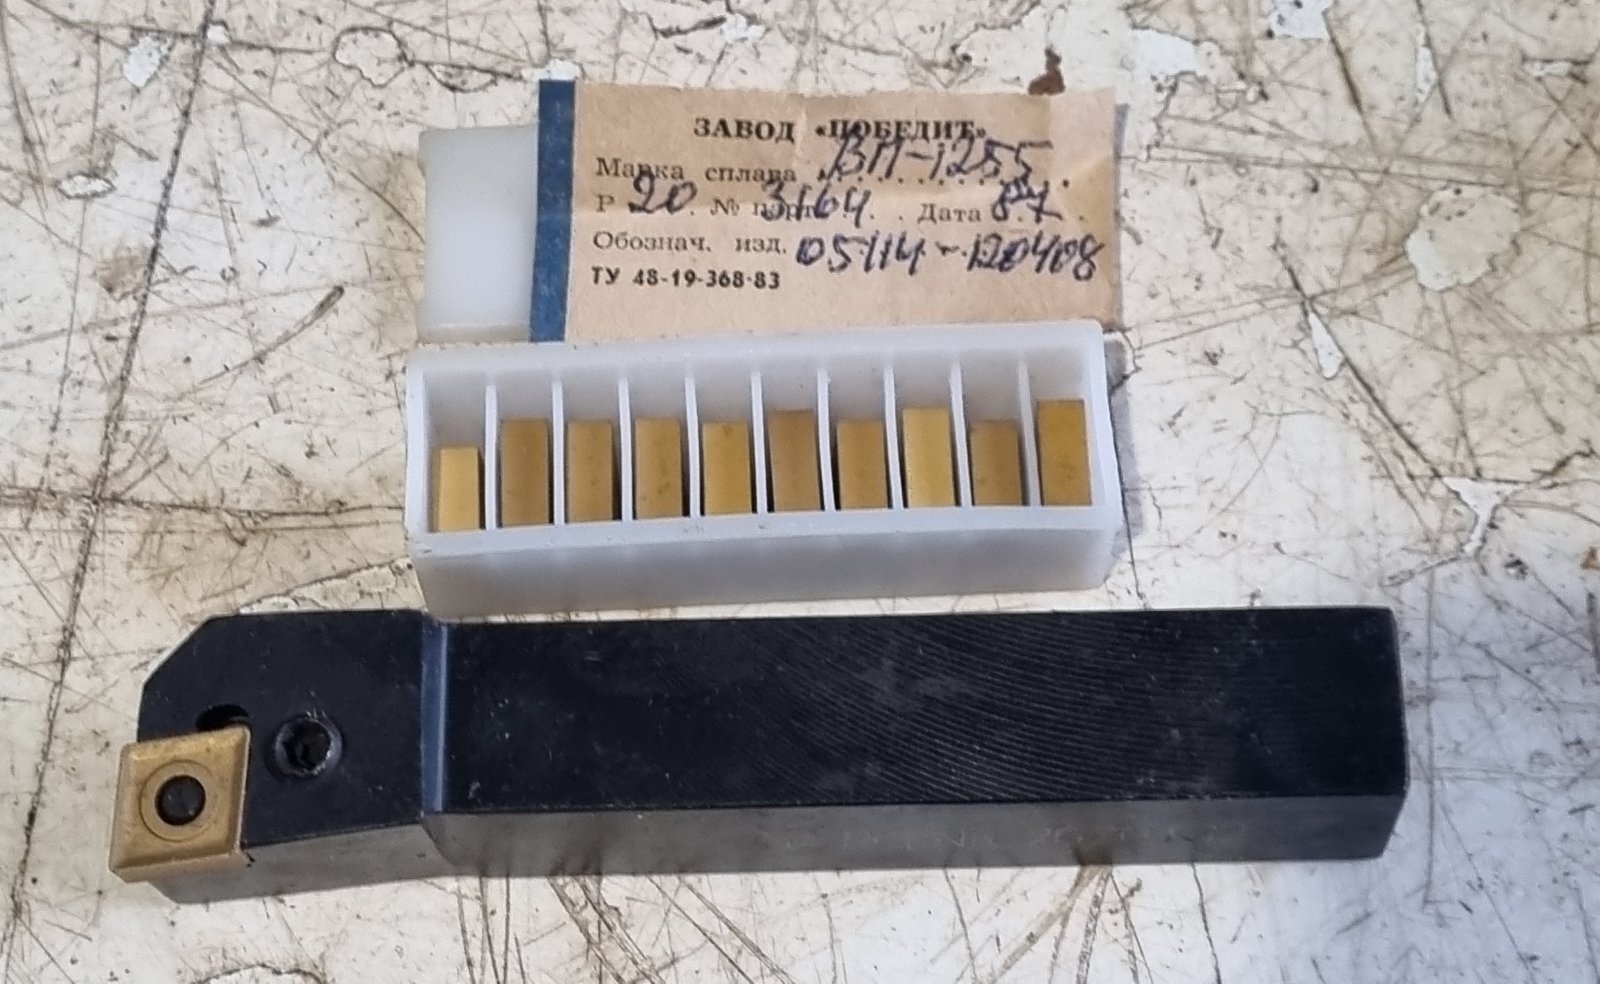 ЗАВОД «ПОБЕДИТ»
Марка сплава ВП-1255
Р 20 № парт. 3164 Дата
Обознач. изд. 05114-120408
ТУ 48-19-368-83